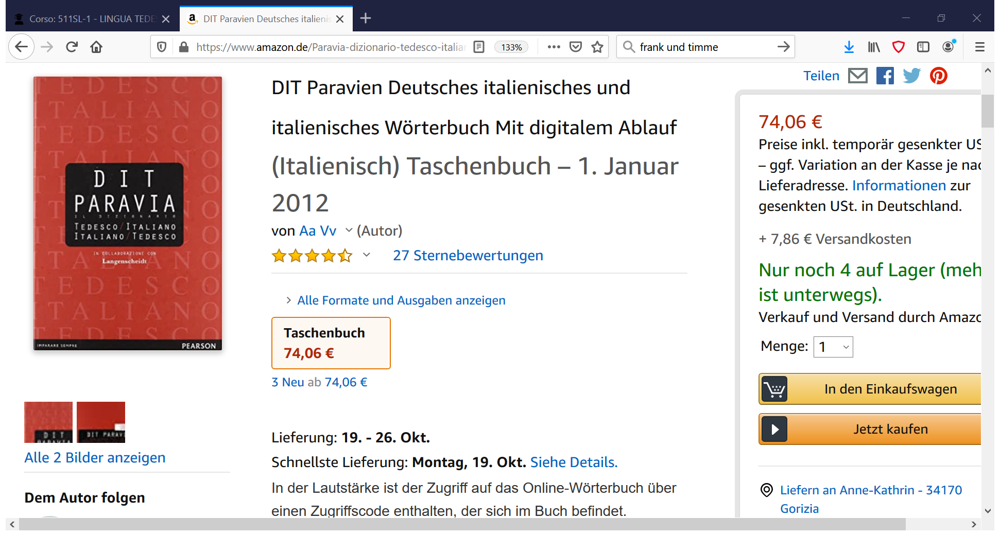 Corso: 511SL-1 - LINGUA TEDES
DIT Paravien Deutsches italienis
https://www.amazon.de/Paravia-dizionario-tedesco-italian
133%
frank und timme
Teilen
TEDESCO
ITALIANO
TEDESCO
ITALIANO
DIT
PARAVIA
IL DIZIONARIO
TEDESCO/ITALIANO
ITALIANO/TEDESCO
IN COLLABORAZIONE CON
Langenscheidt
ITALIANO
TEDESCO
ITALIANO
TEDESCO
IMPARARE SEMPRE
PEARSON
DIT
PARAVIA
DIT PARAVI
Alle 2 Bilder anzeigen
Dem Autor folgen
DIT Paravien Deutsches italienisches und
italienisches Wörterbuch Mit digitalem Ablauf
(Italienisch) Taschenbuch – 1. Januar
2012
von Aa Vv (Autor)
27 Sternebewertungen
Alle Formate und Ausgaben anzeigen
Taschenbuch
74,06 €
3 Neu ab 74,06 €
Lieferung: 19. - 26. Okt.
Schnellste Lieferung: Montag, 19. Okt. Siehe Details.
In der Lautstärke ist der Zugriff auf das Online-Wörterbuch über
einen Zugriffscode enthalten, der sich im Buch befindet.
74,06 €
Preise inkl. temporär gesenkter US
– ggf. Variation an der Kasse je nac
Lieferadresse. Informationen zur
gesenkten USt. in Deutschland.
+ 7,86 € Versandkosten
Nur noch 4 auf Lager (meh
ist unterwegs).
Verkauf und Versand durch Amazo
Menge: 1
In den Einkaufswagen
Jetzt kaufen
Liefern an Anne-Kathrin - 34170
Gorizia